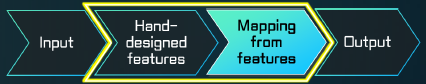 Input
Hand-
designed
features
Mapping
from
features
Output